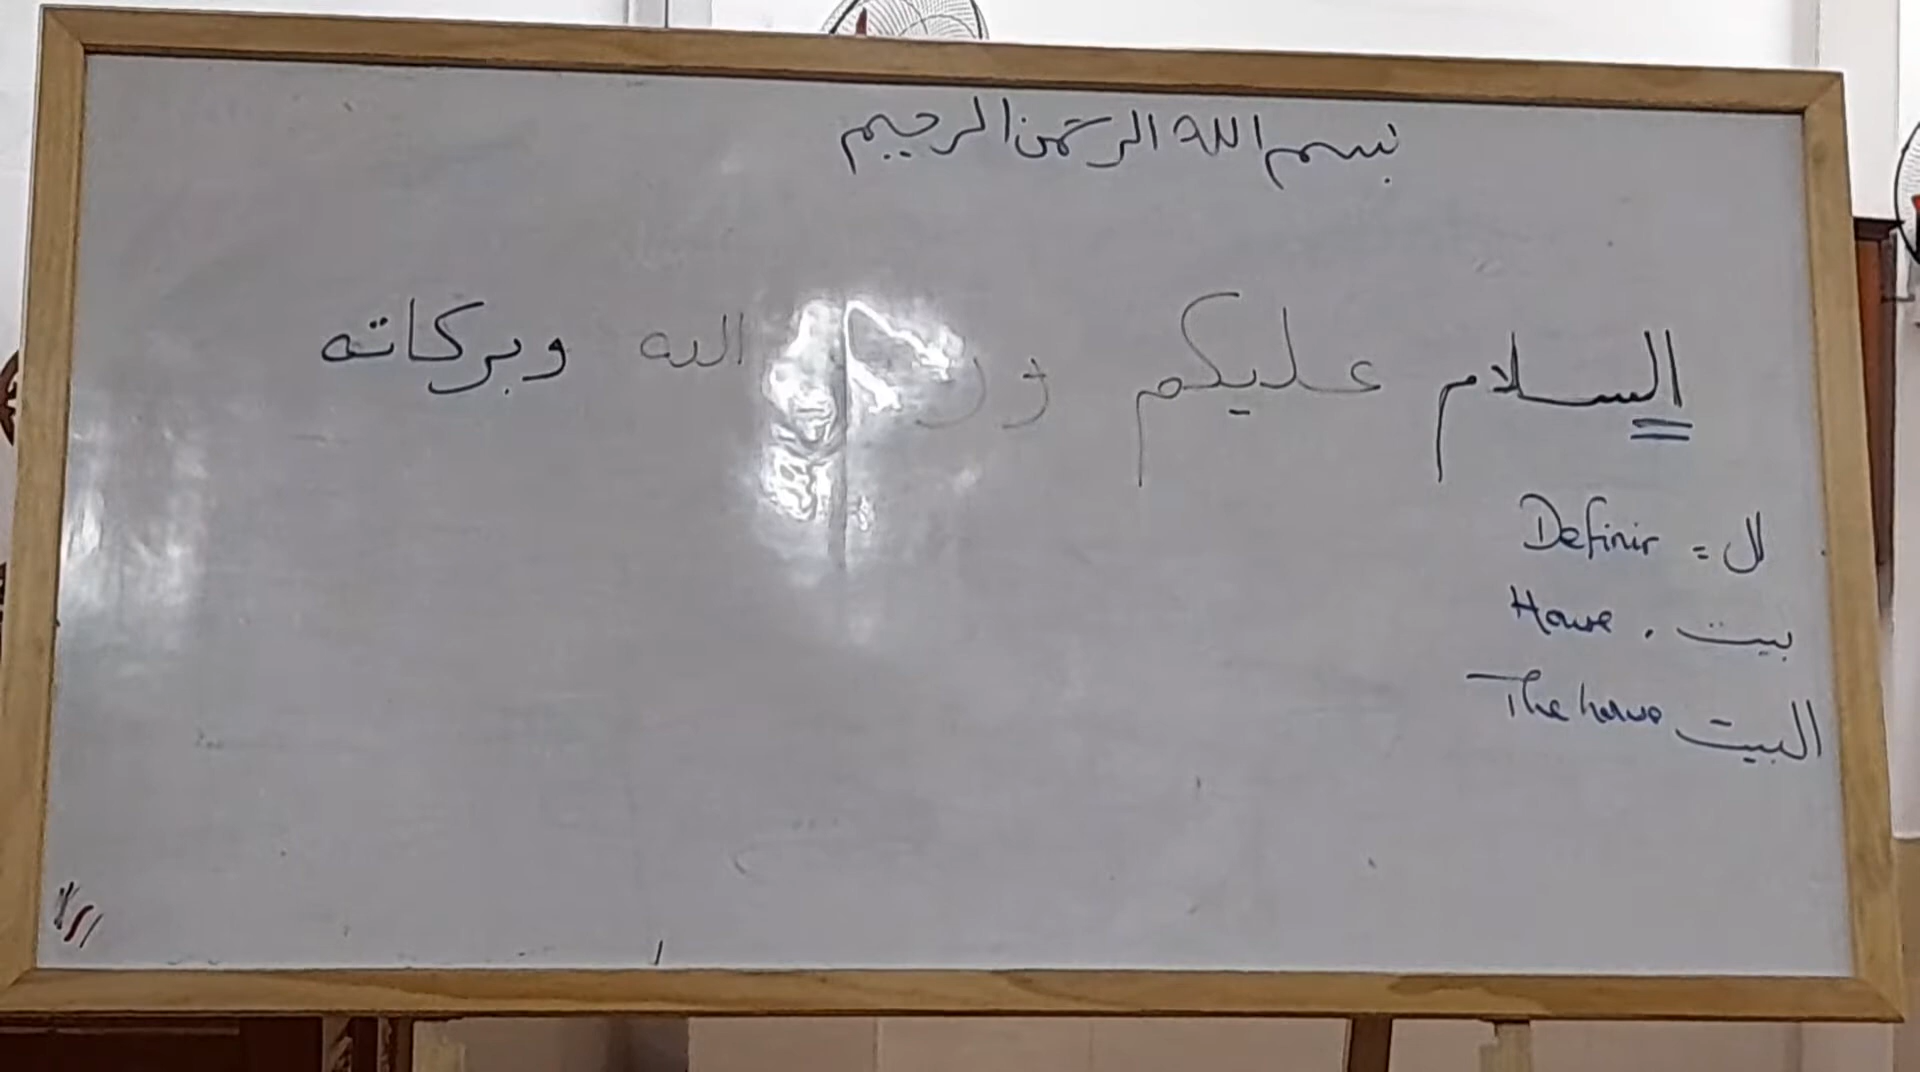 بسم الله الرحمن الرحيم
السلام عليكم الله وبركاته
ال = Definir
بيت . House
البيت The house